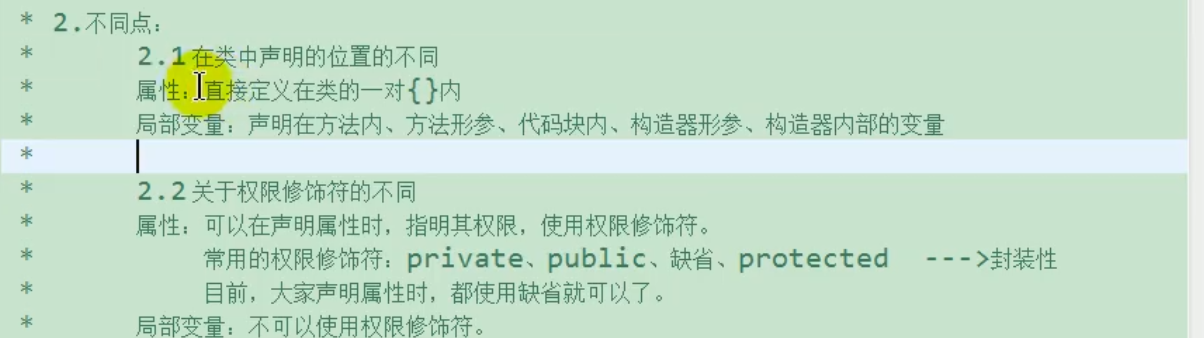 * 2.不同点：
* 2.1 在类中声明的位置的不同
* 属性：直接定义在类的一对{}内
* 局部变量：声明在方法内、方法形参、代码块内、构造器形参、构造器内部的变量
*
* 2.2 关于权限修饰符的不同
* 属性：可以在声明属性时，指明其权限，使用权限修饰符。
* 常用的权限修饰符：private、public、缺省、protected --->封装性
* 目前，大家声明属性时，都使用缺省就可以了。
* 局部变量：不可以使用权限修饰符。